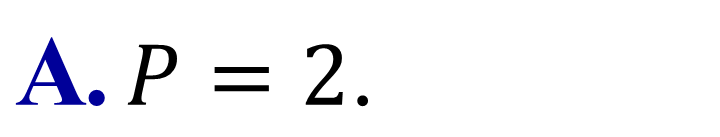 A. P = 2.